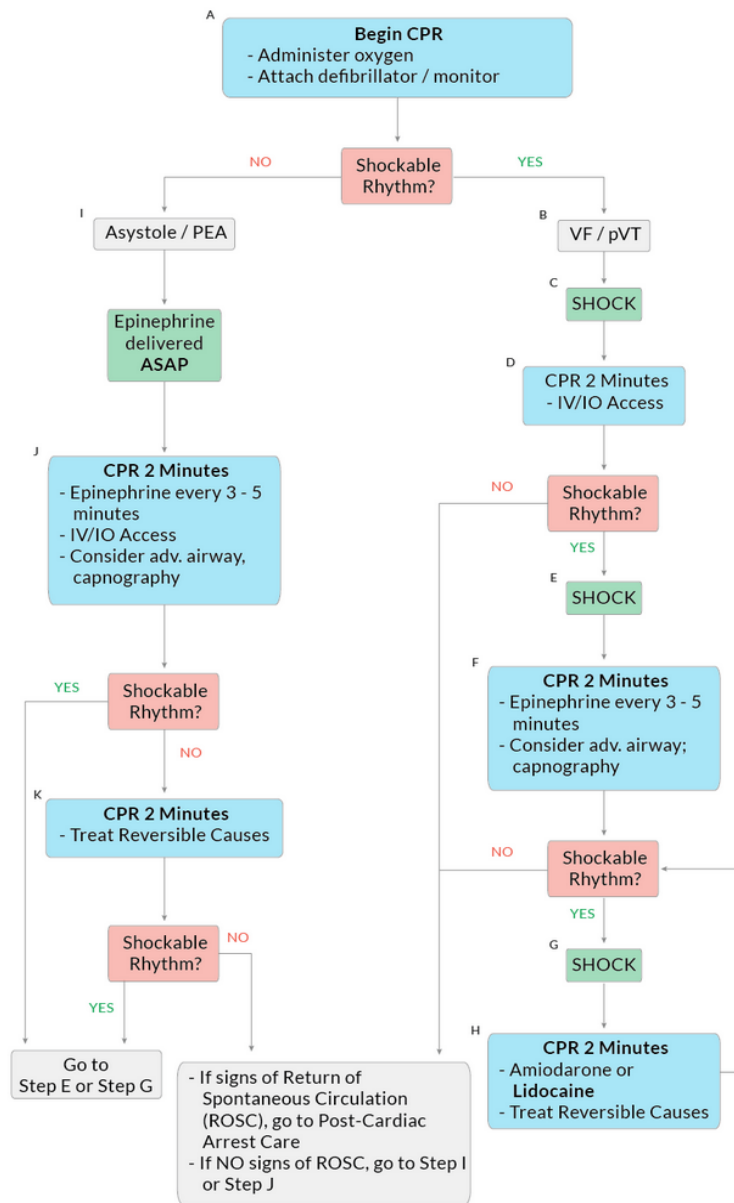 A
Begin CPR
- Administer oxygen
- Attach defibrillator / monitor
NO
Shockable
Rhythm?
YES
I
Asystole / PEA
B
VF / pVT
C
SHOCK
Epinephrine
delivered
ASAP
D
CPR 2 Minutes
- IV/IO Access
J
CPR 2 Minutes
- Epinephrine every 3 - 5
minutes
- IV/IO Access
- Consider adv. airway,
capnography
NO
Shockable
Rhythm?
YES
E
SHOCK
YES
Shockable
Rhythm?
NO
F
CPR 2 Minutes
- Epinephrine every 3 - 5
minutes
- Consider adv. airway;
capnography
K
CPR 2 Minutes
- Treat Reversible Causes
NO
Shockable
Rhythm?
YES
Shockable
Rhythm?
NO
YES
G
SHOCK
Go to
Step E or Step G
- If signs of Return of
Spontaneous Circulation
(ROSC), go to Post-Cardiac
Arrest Care
- If NO signs of ROSC, go to Step I
or Step J
H
CPR 2 Minutes
- Amiodarone or
Lidocaine
- Treat Reversible Causes